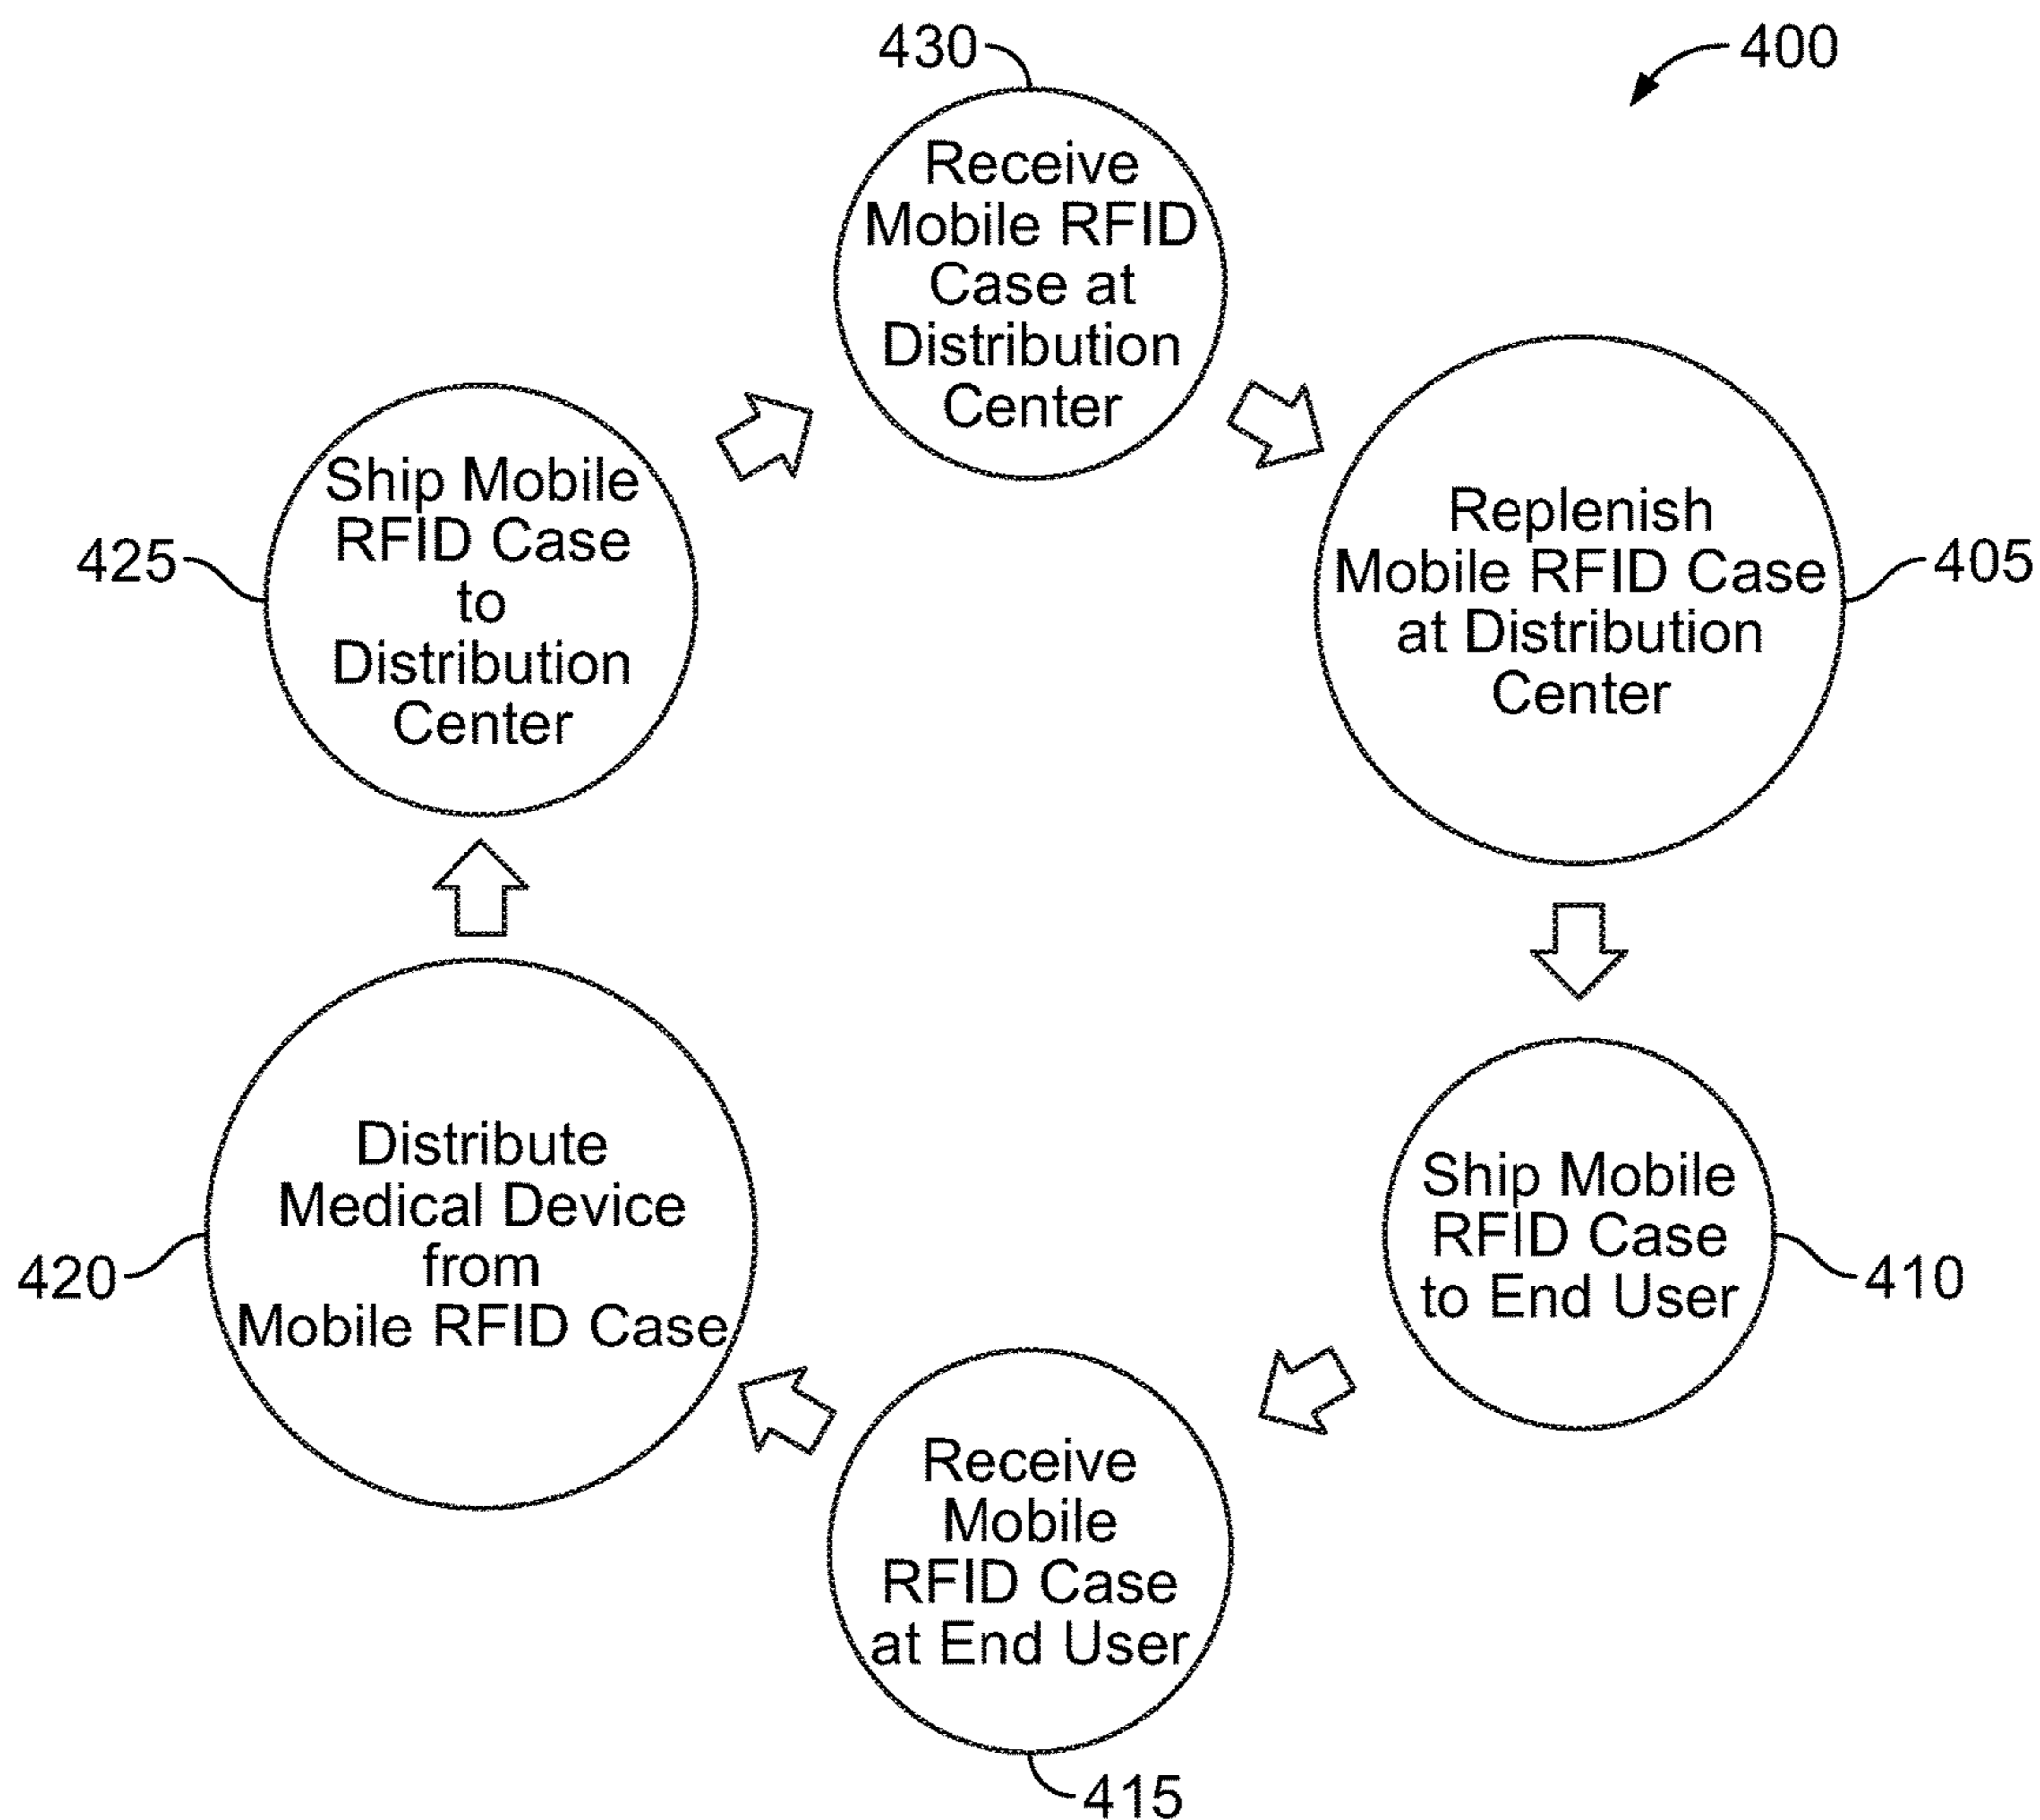 430
400
Receive
Mobile RFID
Case at
Distribution
Center
Replenish
Mobile RFID Case
at Distribution
Center
405
Ship Mobile
RFID Case
to
Distribution
Center
425
Distribute
Medical Device
from
Mobile RFID Case
420
Ship Mobile
RFID Case
to End User
410
Receive
Mobile
RFID Case
at End User
415